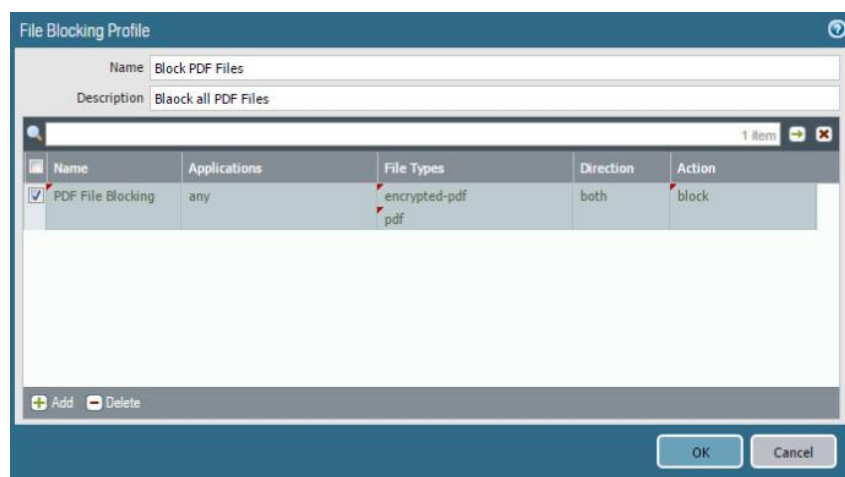 File Blocking Profile
Name Block PDF Files
Description Blaock all PDF Files
1 item
Name Applications File Types Direction Action
PDF File Blocking any encrypted-pdf both block
pdf
Add Delete
OK Cancel